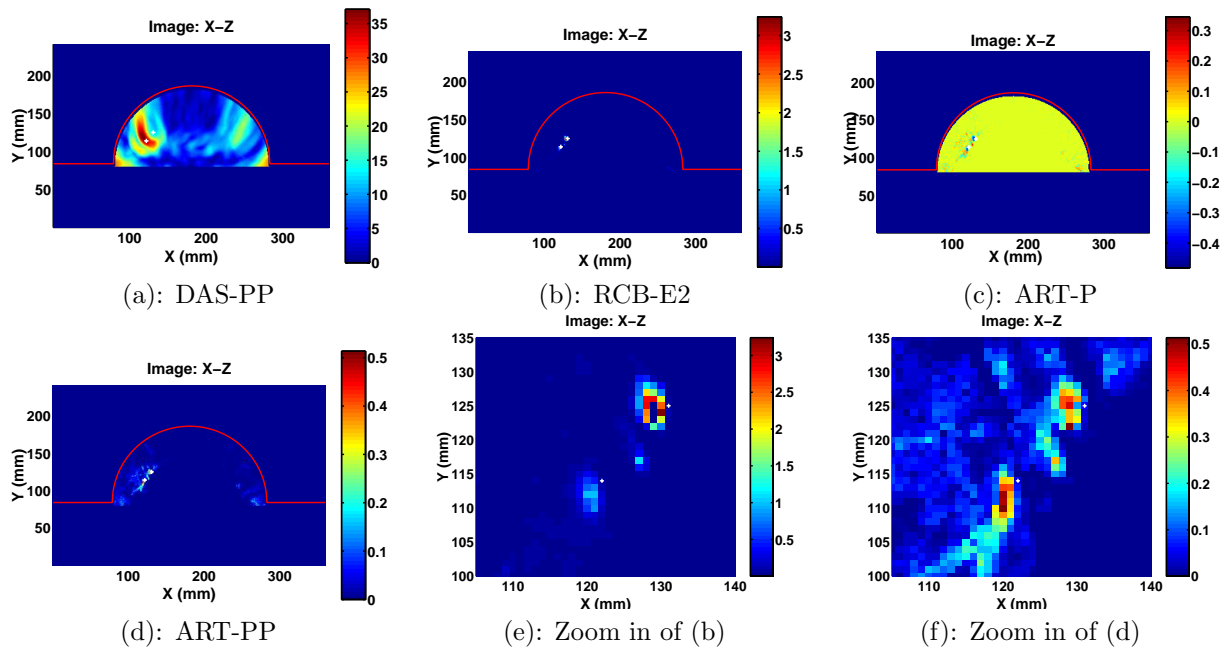 Image: X−Z
Y (mm)
200
150
100
50
100 200 300
X (mm)
35
30
25
20
15
10
5
0
(a): DAS-PP
Image: X−Z
Y (mm)
200
150
100
50
100 200 300
X (mm)
3
2.5
2
1.5
1
0.5
(b): RCB-E2
Image: X−Z
Y (mm)
200
150
100
50
100 200 300
X (mm)
0.3
0.2
0.1
0
−0.1
−0.2
−0.3
−0.4
(c): ART-P
Image: X−Z
Y (mm)
200
150
100
50
100 200 300
X (mm)
0.5
0.4
0.3
0.2
0.1
0
(d): ART-PP
Image: X−Z
Y (mm)
135
130
125
120
115
110
105
100
110 120 130 140
X (mm)
3
2.5
2
1.5
1
0.5
(e): Zoom in of (b)
Image: X−Z
Y (mm)
135
130
125
120
115
110
105
100
110 120 130 140
X (mm)
0.5
0.4
0.3
0.2
0.1
0
(f): Zoom in of (d)